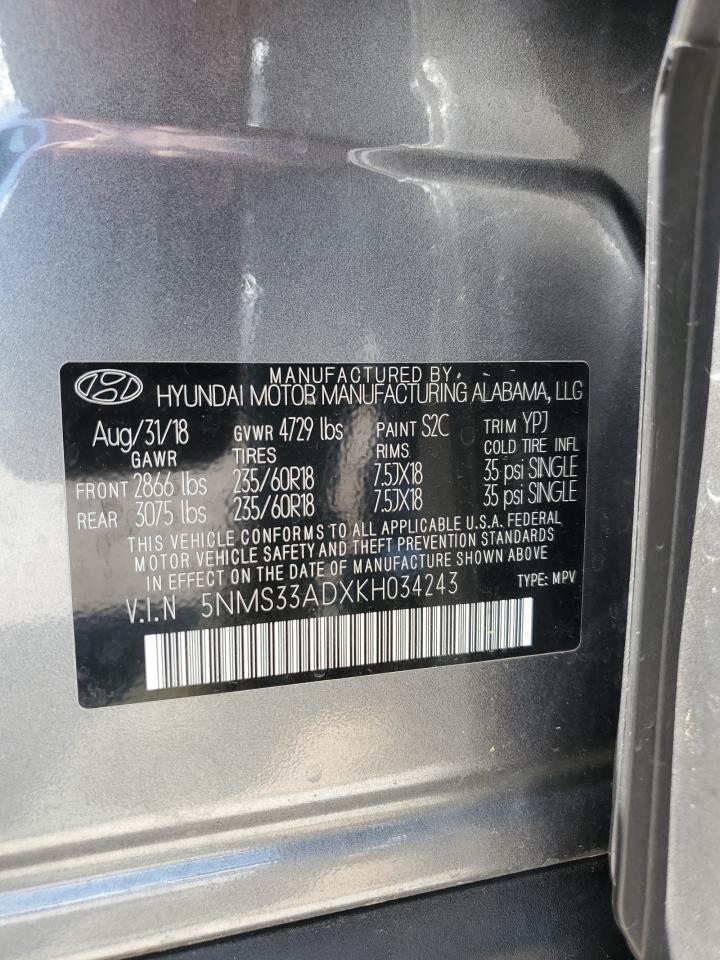 MANUFACTURED BY
HYUNDAI MOTOR MANUFACTURING ALABAMA, LLC
Aug/31/18 GVWR 4729 lbs PAINT S2C TRIM YPJ
GAWR TIRES RIMS COLD TIRE INFL
FRONT 2866 lbs 235/60R18 7.5JX18 35 psi SINGLE
REAR 3075 lbs 235/60R18 7.5JX18 35 psi SINGLE
THIS VEHICLE CONFORMS TO ALL APPLICABLE U.S.A. FEDERAL
MOTOR VEHICLE SAFETY AND THEFT PREVENTION STANDARDS
IN EFFECT ON THE DATE OF MANUFACTURE SHOWN ABOVE
V.I.N 5NMS33ADXKH034243 TYPE: MPV